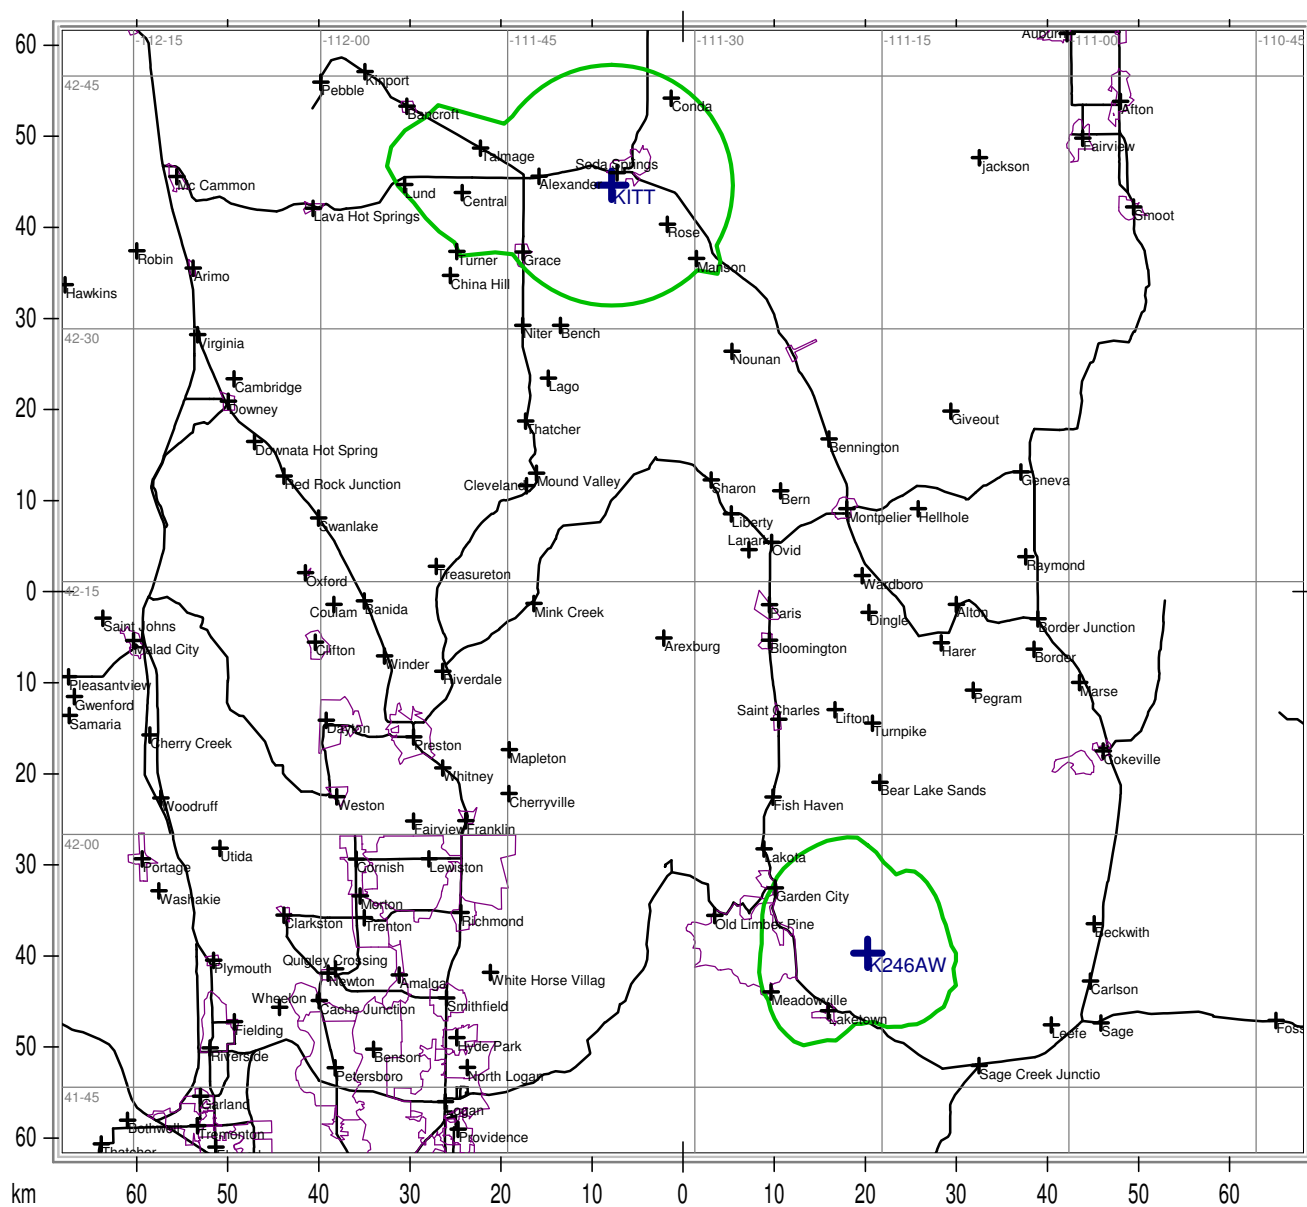 60
50
40
30
20
10
0
10
20
30
40
50
60
-112-15
-112-00
-111-45
-111-30
-111-15
-111-00
-110-45
42-45
42-30
42-15
42-00
41-45
Auburn
Kinport
Pebble
Bancroft
Conda
Afton
Fairview
Talmage
Soda Springs
jackson
Mc Cammon
Lund
Central
Alexander
KITT
Lava Hot Springs
Smoot
Rose
Robin
Arimo
Turner
Grace
Manson
China Hill
Hawkins
Virginia
Niter
Bench
Nounan
Cambridge
Lago
Downey
Giveout
Thatcher
Downata Hot Spring
Bennington
Red Rock Junction
Cleveland
Mound Valley
Sharon
Bern
Geneva
Swanlake
Liberty
Montpelier
Hellhole
Lanark
Ovid
Treasureton
Raymond
Oxford
Wardboro
Coulam
Banida
Mink Creek
Paris
Dingle
Alton
Saint Johns
Malad City
Clifton
Arexburg
Bloomington
Harer
Border Junction
Border
Winder
Riverdale
Pleasantview
Gwenford
Samaria
Pegram
Marse
Dayton
Saint Charles
Lifton
Turnpike
Cherry Creek
Preston
Mapleton
Cokeville
Whitney
Woodruff
Weston
Cherryville
Fish Haven
Bear Lake Sands
Fairview
Franklin
Portage
Utida
Cornish
Lewiston
Lakota
Washakie
Morton
Garden City
Clarkston
Trenton
Richmond
Old Limber Pine
Beckwith
Plymouth
Quigley Crossing
Newton
Amalga
White Horse Villag
K246AW
Wheelon
Cache Junction
Smithfield
Meadowville
Carlson
Fielding
Laketown
Leefe
Sage
Foss
Riverside
Benson
Hyde Park
Petersboro
North Logan
Sage Creek Junctio
Garland
Logan
Bothwell
Tremonton
Providence
Thatcher
km
60
50
40
30
20
10
0
10
20
30
40
50
60